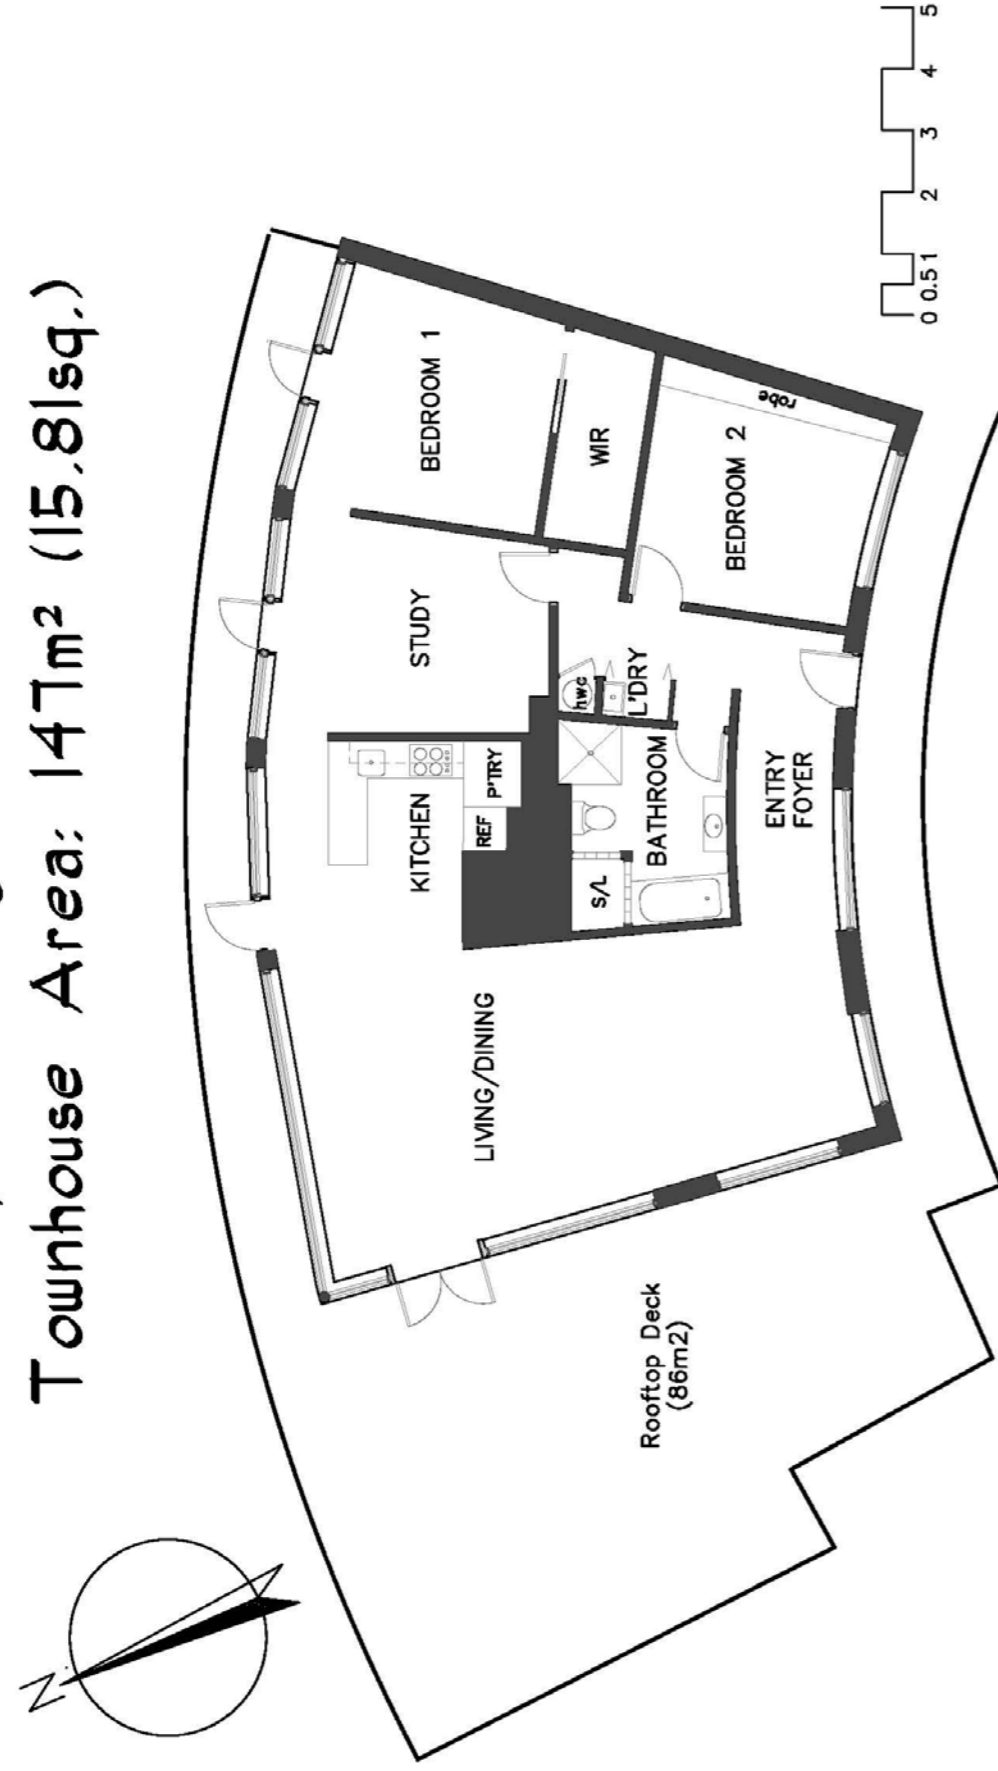 Townhouse Area: 147m² (15.81sq.)
N
BEDROOM 1
STUDY
KITCHEN
P'TRY
REF
LIVING/DINING
WIR
hwc
L'DRY
S/L
BATHROOM
BEDROOM 2
robe
ENTRY
FOYER
Rooftop Deck
(86m2)
0 0.5 1 2 3 4 5